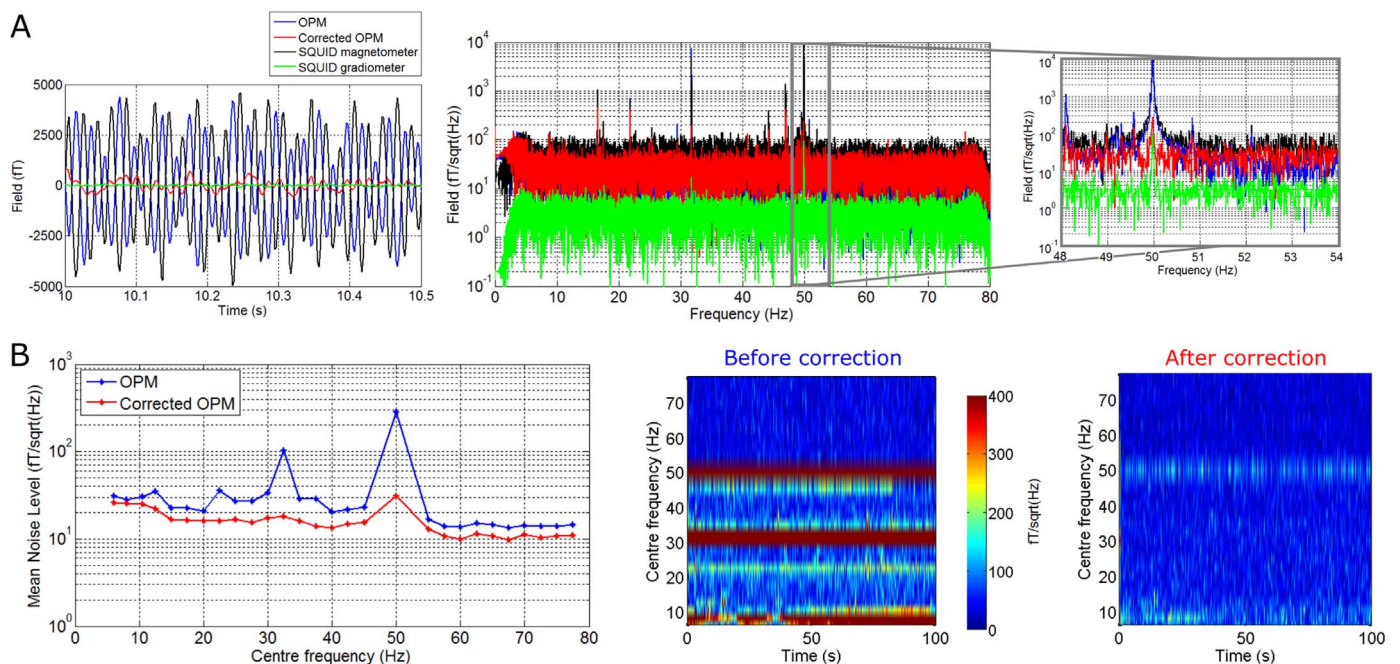 A
OPM
Corrected OPM
SQUID magnetometer
SQUID gradiometer
5000
2500
0
-2500
-5000
Field (fT)
10 10.1 10.2 10.3 10.4 10.5
Time (s)
10^4
10^3
10^2
10^1
10^0
10^-1
Field (fT/sqrt(Hz))
0 10 20 30 40 50 60 70 80
Frequency (Hz)
10^4
10^3
10^2
10^1
10^0
10^-1
Field (fT/sqrt(Hz))
48 49 50 51 52 53 54
Frequency (Hz)
B
OPM
Corrected OPM
10^3
10^2
10^1
10^0
Mean Noise Level (fT/sqrt(Hz))
0 10 20 30 40 50 60 70 80
Centre frequency (Hz)
Before correction
70
60
50
40
30
20
10
Centre frequency (Hz)
0 50 100
Time (s)
400
300
200
100
0
fT/sqrt(Hz)
After correction
70
60
50
40
30
20
10
Centre frequency (Hz)
0 50 100
Time (s)